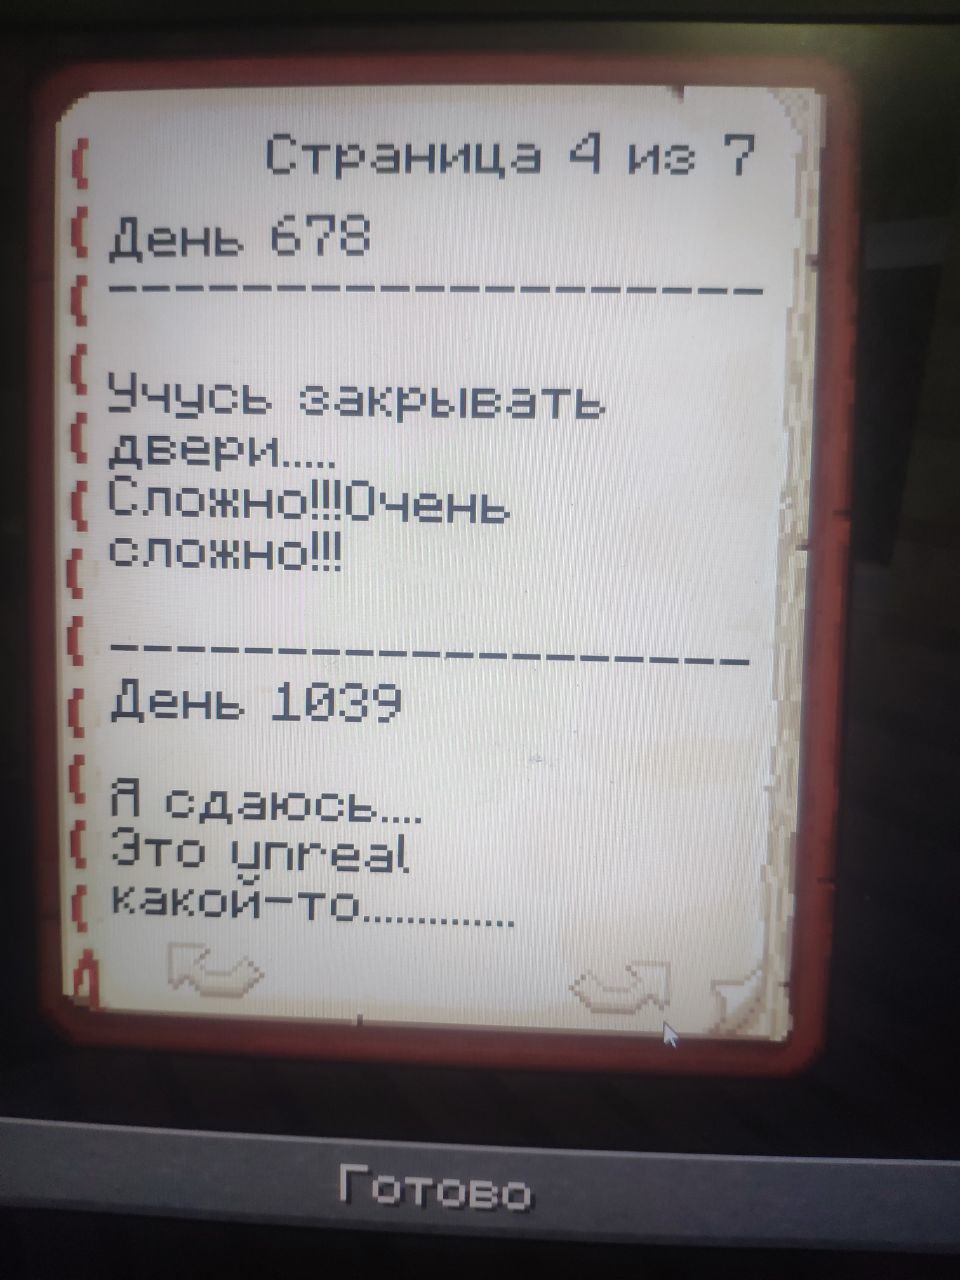 Страница 4 из 7
День 678
-------------------
Учусь закрывать
двери.....
Сложно!!!Очень
сложно!!!
-------------------
День 1039
Я сдаюсь....
Это ynreal
какой-то..............
Готово